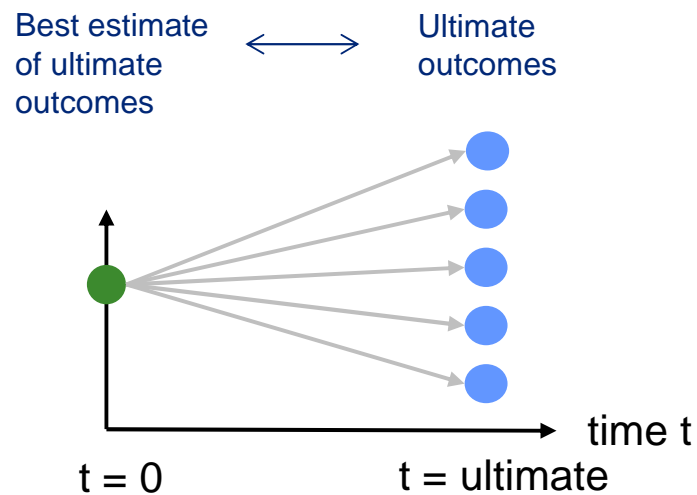 Best estimate
of ultimate
outcomes
Ultimate
outcomes
time t
t = 0
t = ultimate